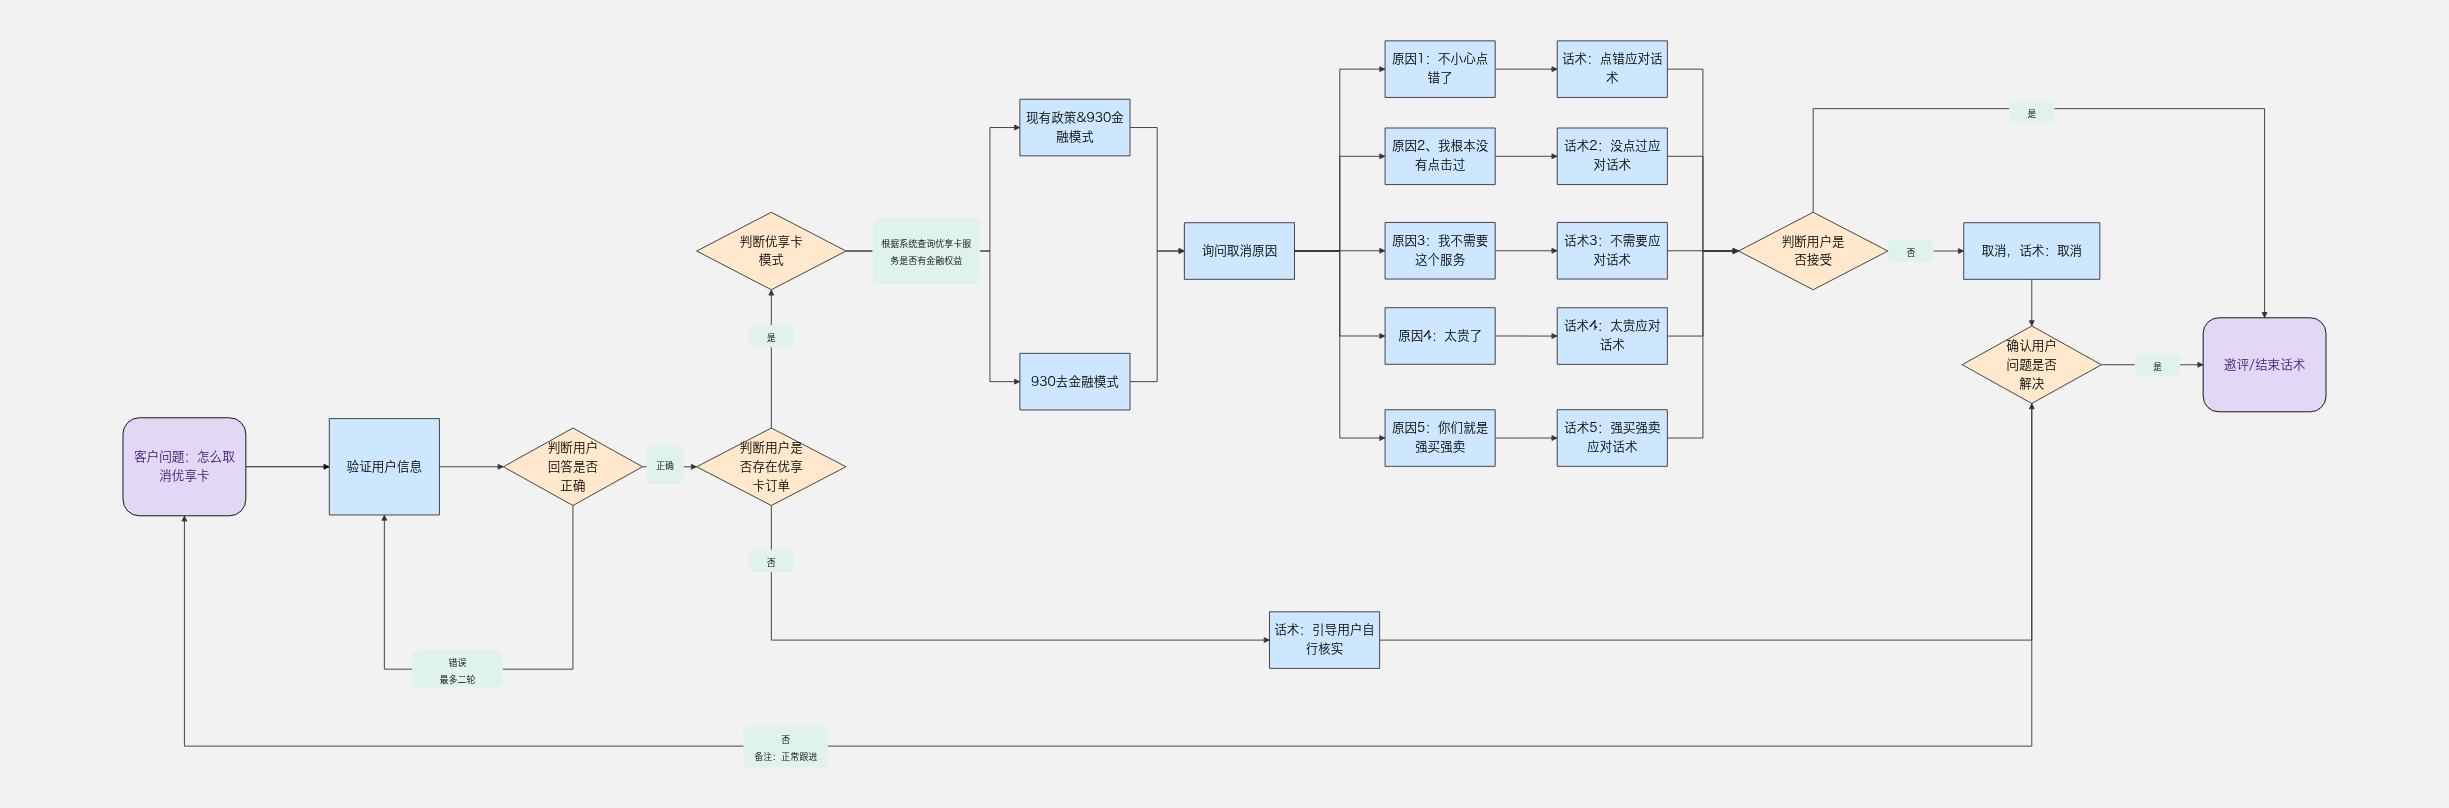 客户问题：怎么取
消优享卡
验证用户信息
判断用户
回答是否
正确
错误
最多二轮
正确
判断用户是
否存在优享
卡订单
是
否
判断优享卡
模式
根据系统查询优享卡服
务是否有金融权益
现有政策&930金
融模式
930去金融模式
询问取消原因
原因1：不小心点
错了
话术：点错应对话
术
原因2、我根本没
有点击过
话术2：没点过应
对话术
原因3：我不需要
这个服务
话术3：不需要应
对话术
原因4：太贵了
话术4：太贵应对
话术
原因5：你们就是
强买强卖
话术5：强买强卖
应对话术
判断用户是
否接受
是
否
取消，话术：取消
确认用户
问题是否
解决
是
邀评/结束话术
话术：引导用户自
行核实
否
备注：正常跟进